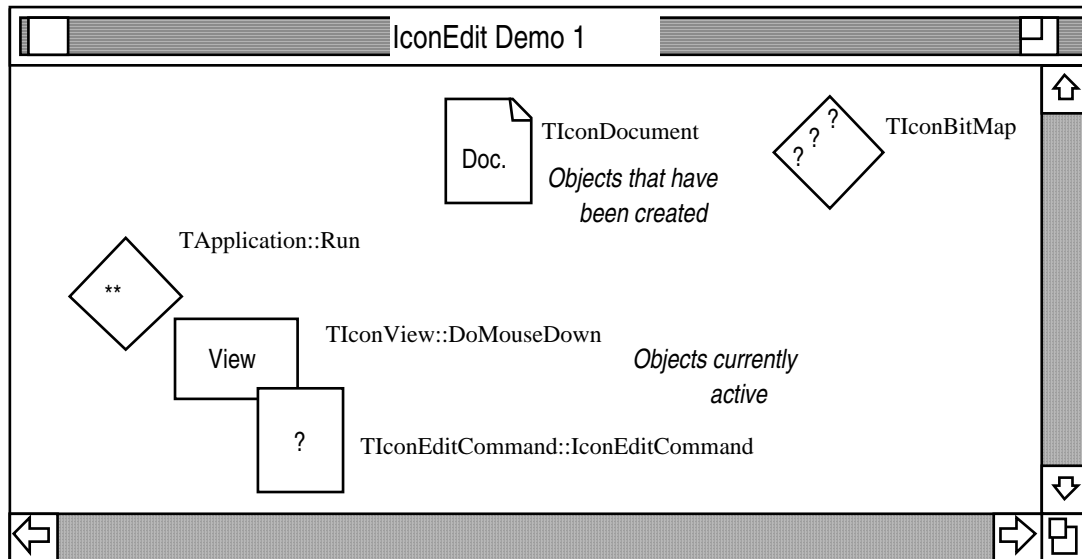 IconEdit Demo 1
Doc.
TIconDocument
Objects that have
been created
? ? ?
TIconBitMap
TApplication::Run
**
View
TIconView::DoMouseDown
Objects currently
active
?
TIconEditCommand::IconEditCommand